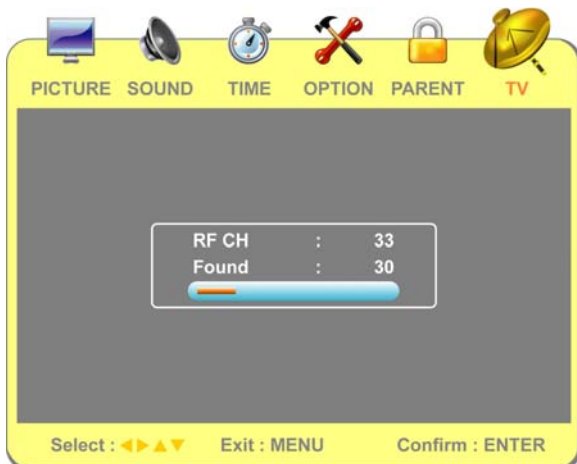 PICTURE SOUND TIME OPTION PARENT TV
RF CH : 33
Found : 30
Select : ◀▶▲▼ Exit : MENU Confirm : ENTER